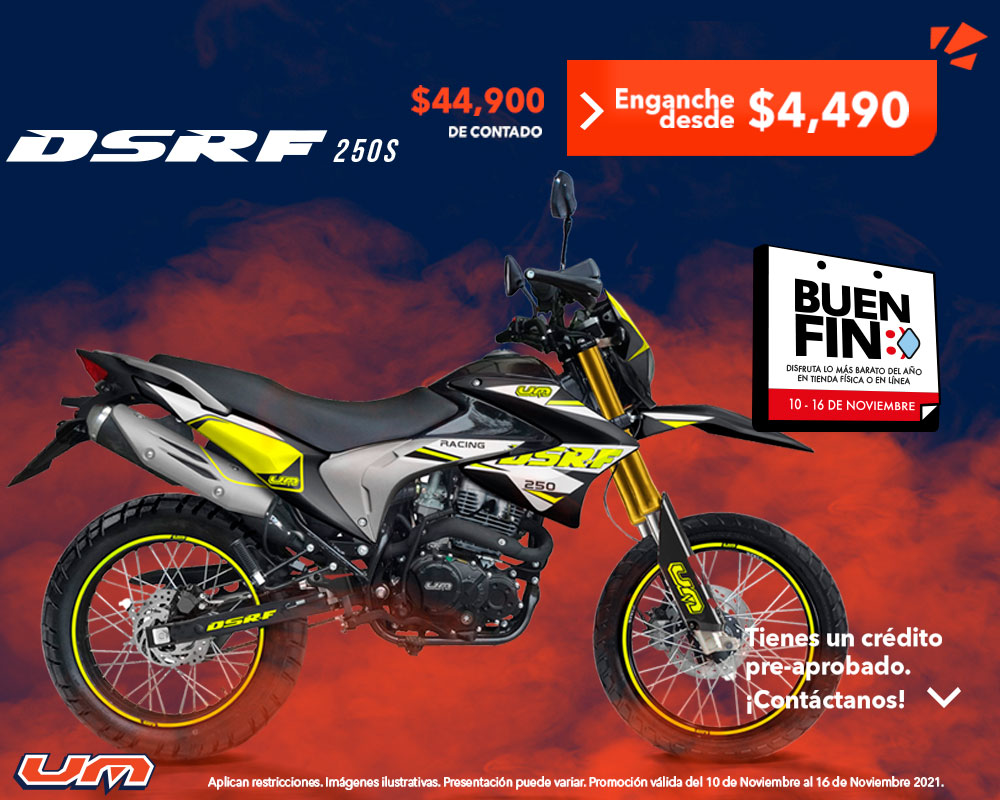 $44,900
DE CONTADO
Enganche
desde
$4,490
DSRF 250S
BUEN
FIN
DISFRUTA LO MÁS BARATO DEL AÑO
EN TIENDA FÍSICA O EN LÍNEA
10 - 16 DE NOVIEMBRE
UM
RACING
DSRF
250
UM
DSRF
UM
UM
Tienes un crédito
pre-aprobado.
¡Contáctanos!
UM
Aplican restricciones. Imágenes ilustrativas. Presentación puede variar. Promoción válida del 10 de Noviembre al 16 de Noviembre 2021.